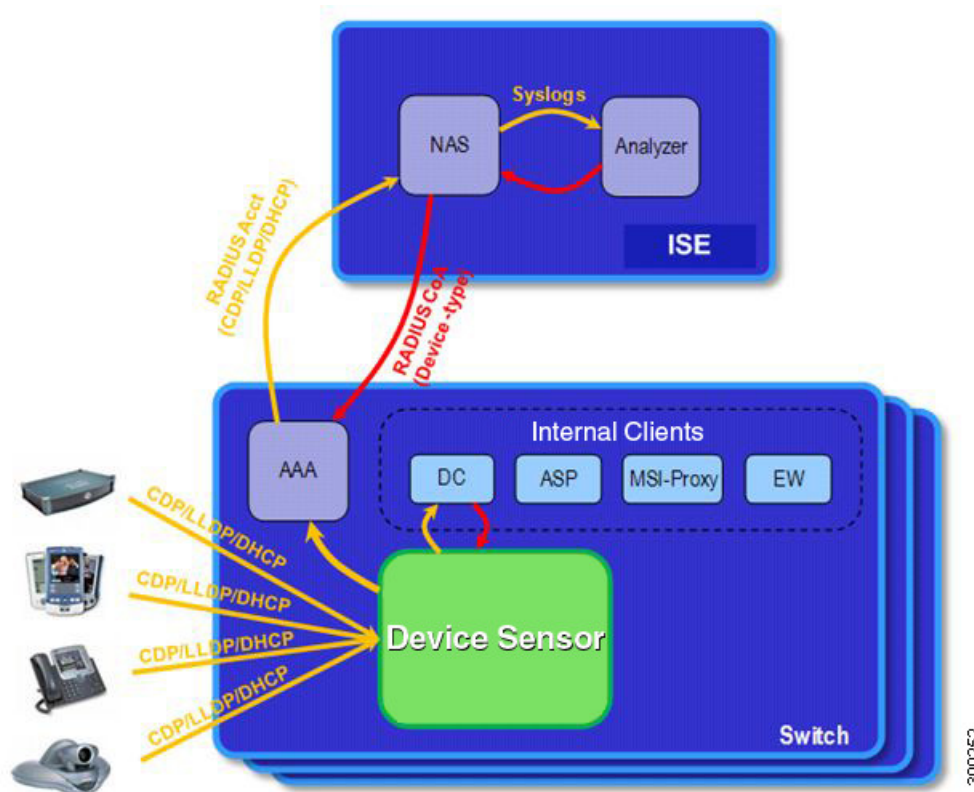 Syslogs
NAS
Analyzer
ISE
RADIUS Acct
(CDP/LLDP/DHCP)
RADIUS CoA
(Device-type)
Internal Clients
AAA
DC
ASP
MSI-Proxy
EW
CDP/LLDP/DHCP
CDP/LLDP/DHCP
CDP/LLDP/DHCP
CDP/LLDP/DHCP
Device Sensor
Switch